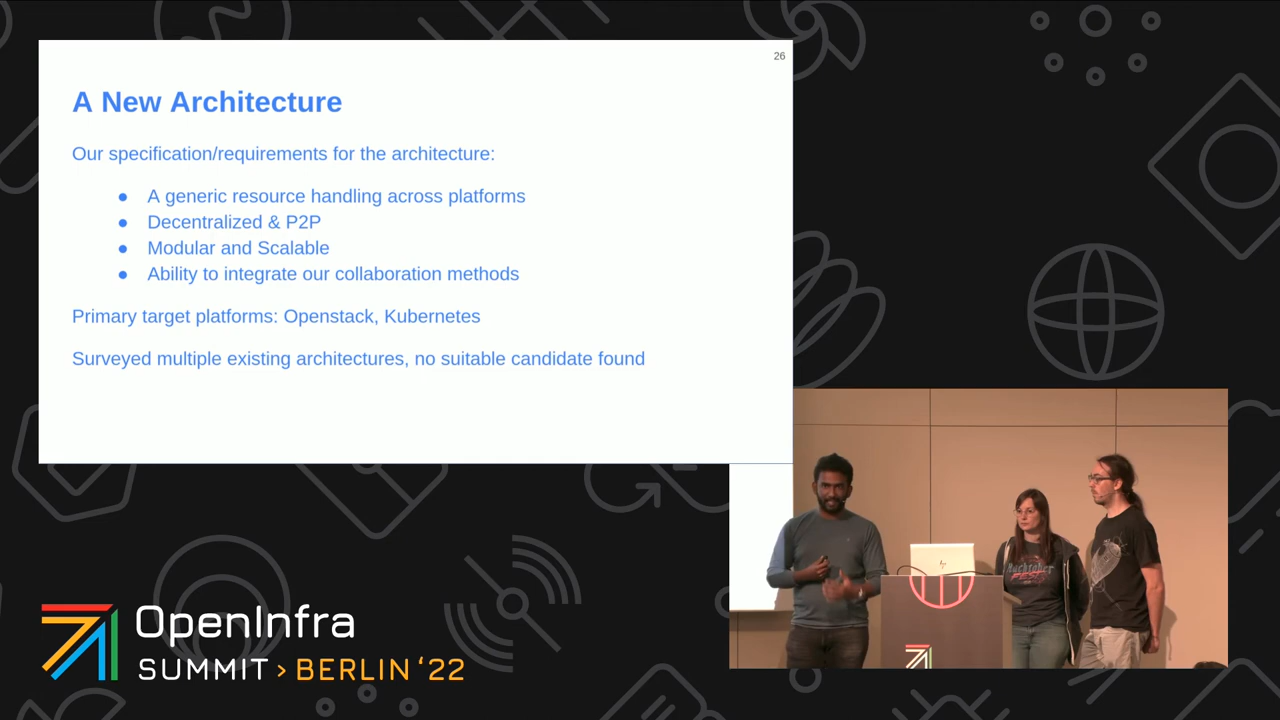 26
A New Architecture
Our specification/requirements for the architecture:
● A generic resource handling across platforms
● Decentralized & P2P
● Modular and Scalable
● Ability to integrate our collaboration methods
Primary target platforms: Openstack, Kubernetes
Surveyed multiple existing architectures, no suitable candidate found
OpenInfra
SUMMIT > BERLIN ‘22